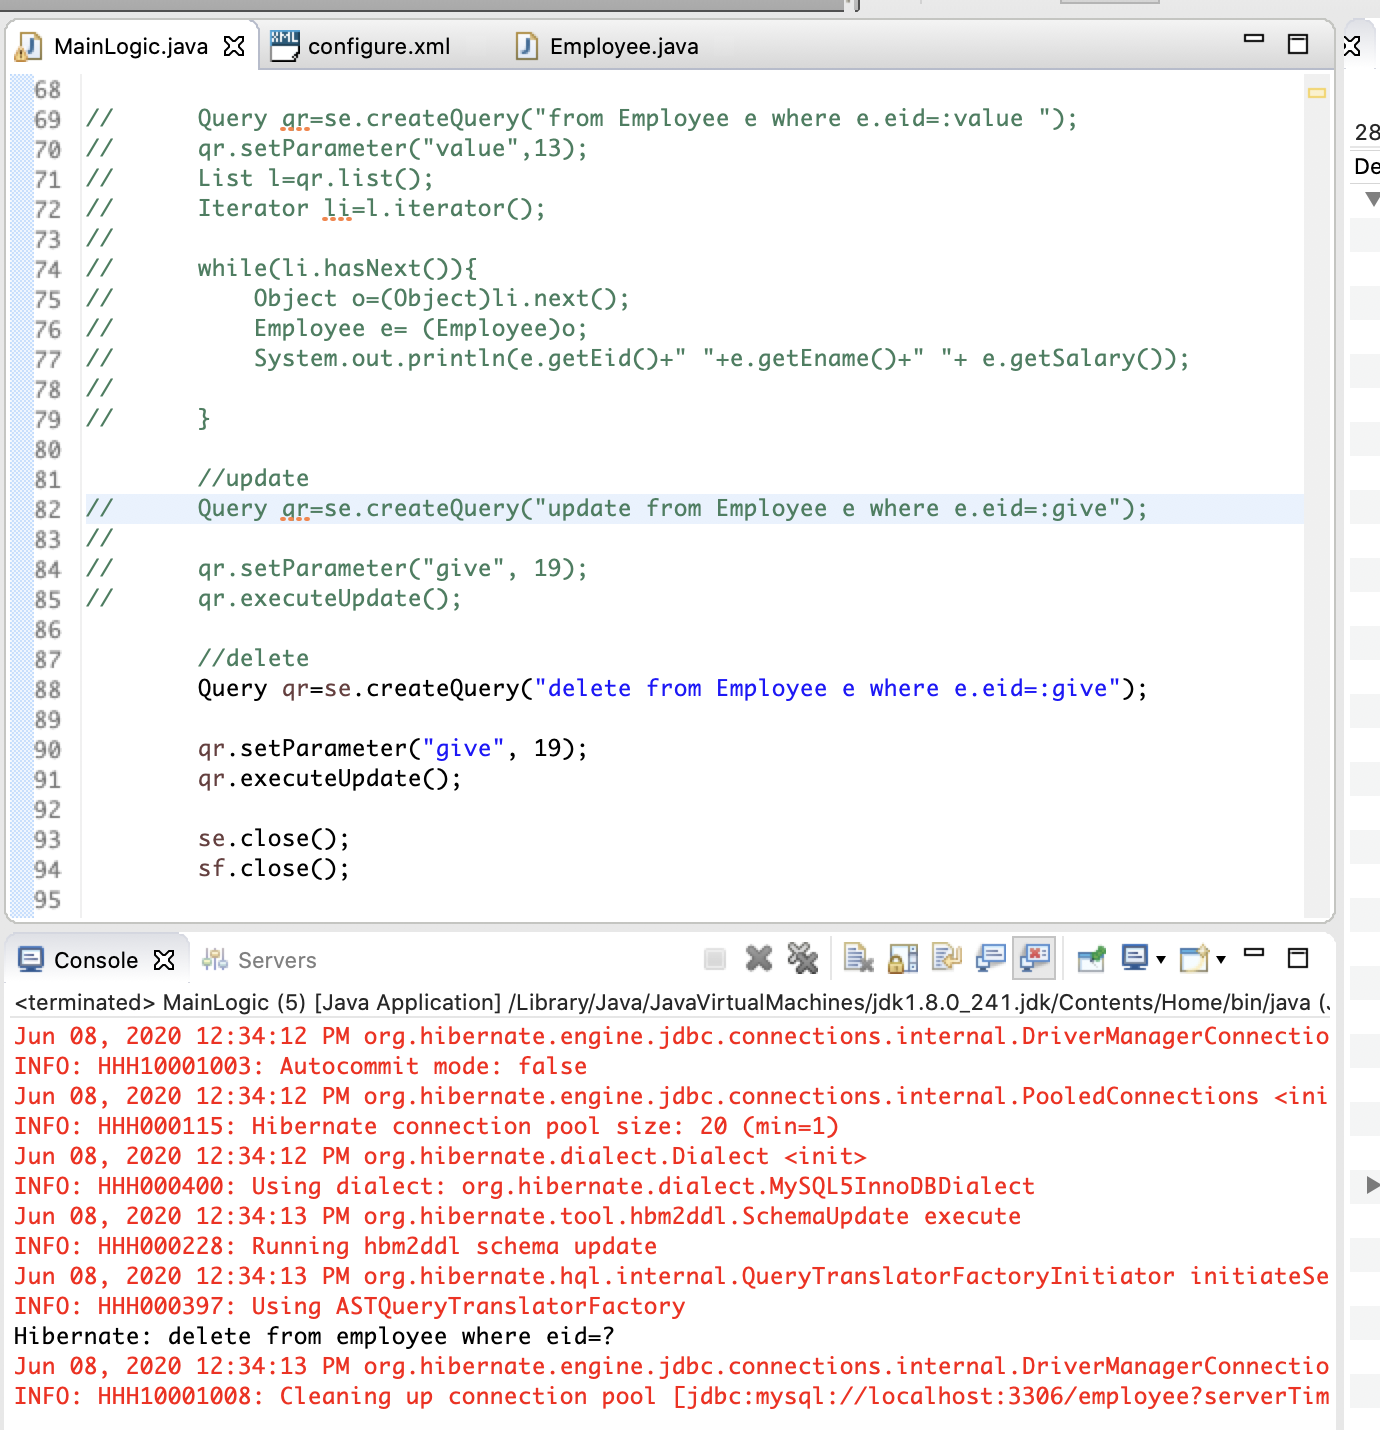 MainLogic.java
configure.xml
Employee.java
68
69 // Query qr=se.createQuery("from Employee e where e.eid=:value ");
70 // qr.setParameter("value",13);
71 // List l=qr.list();
72 // Iterator li=l.iterator();
73 //
74 // while(li.hasNext()){
75 // Object o=(Object)li.next();
76 // Employee e= (Employee)o;
77 // System.out.println(e.getEid()+" "+e.getEname()+" "+ e.getSalary());
78 //
79 // }
80
81 //update
82 // Query qr=se.createQuery("update from Employee e where e.eid=:give");
83 //
84 // qr.setParameter("give", 19);
85 // qr.executeUpdate();
86
87 //delete
88 Query qr=se.createQuery("delete from Employee e where e.eid=:give");
89
90 qr.setParameter("give", 19);
91 qr.executeUpdate();
92
93 se.close();
94 sf.close();
95
28
De
Console
Servers
<terminated> MainLogic (5) [Java Application] /Library/Java/JavaVirtualMachines/jdk1.8.0_241.jdk/Contents/Home/bin/java (
Jun 08, 2020 12:34:12 PM org.hibernate.engine.jdbc.connections.internal.DriverManagerConnectio
INFO: HHH10001003: Autocommit mode: false
Jun 08, 2020 12:34:12 PM org.hibernate.engine.jdbc.connections.internal.PooledConnections <ini
INFO: HHH000115: Hibernate connection pool size: 20 (min=1)
Jun 08, 2020 12:34:12 PM org.hibernate.dialect.Dialect <init>
INFO: HHH000400: Using dialect: org.hibernate.dialect.MySQL5InnoDBDialect
Jun 08, 2020 12:34:13 PM org.hibernate.tool.hbm2ddl.SchemaUpdate execute
INFO: HHH000228: Running hbm2ddl schema update
Jun 08, 2020 12:34:13 PM org.hibernate.hql.internal.QueryTranslatorFactoryInitiator initiateSe
INFO: HHH000397: Using ASTQueryTranslatorFactory
Hibernate: delete from employee where eid=?
Jun 08, 2020 12:34:13 PM org.hibernate.engine.jdbc.connections.internal.DriverManagerConnectio
INFO: HHH10001008: Cleaning up connection pool [jdbc:mysql://localhost:3306/employee?serverTim